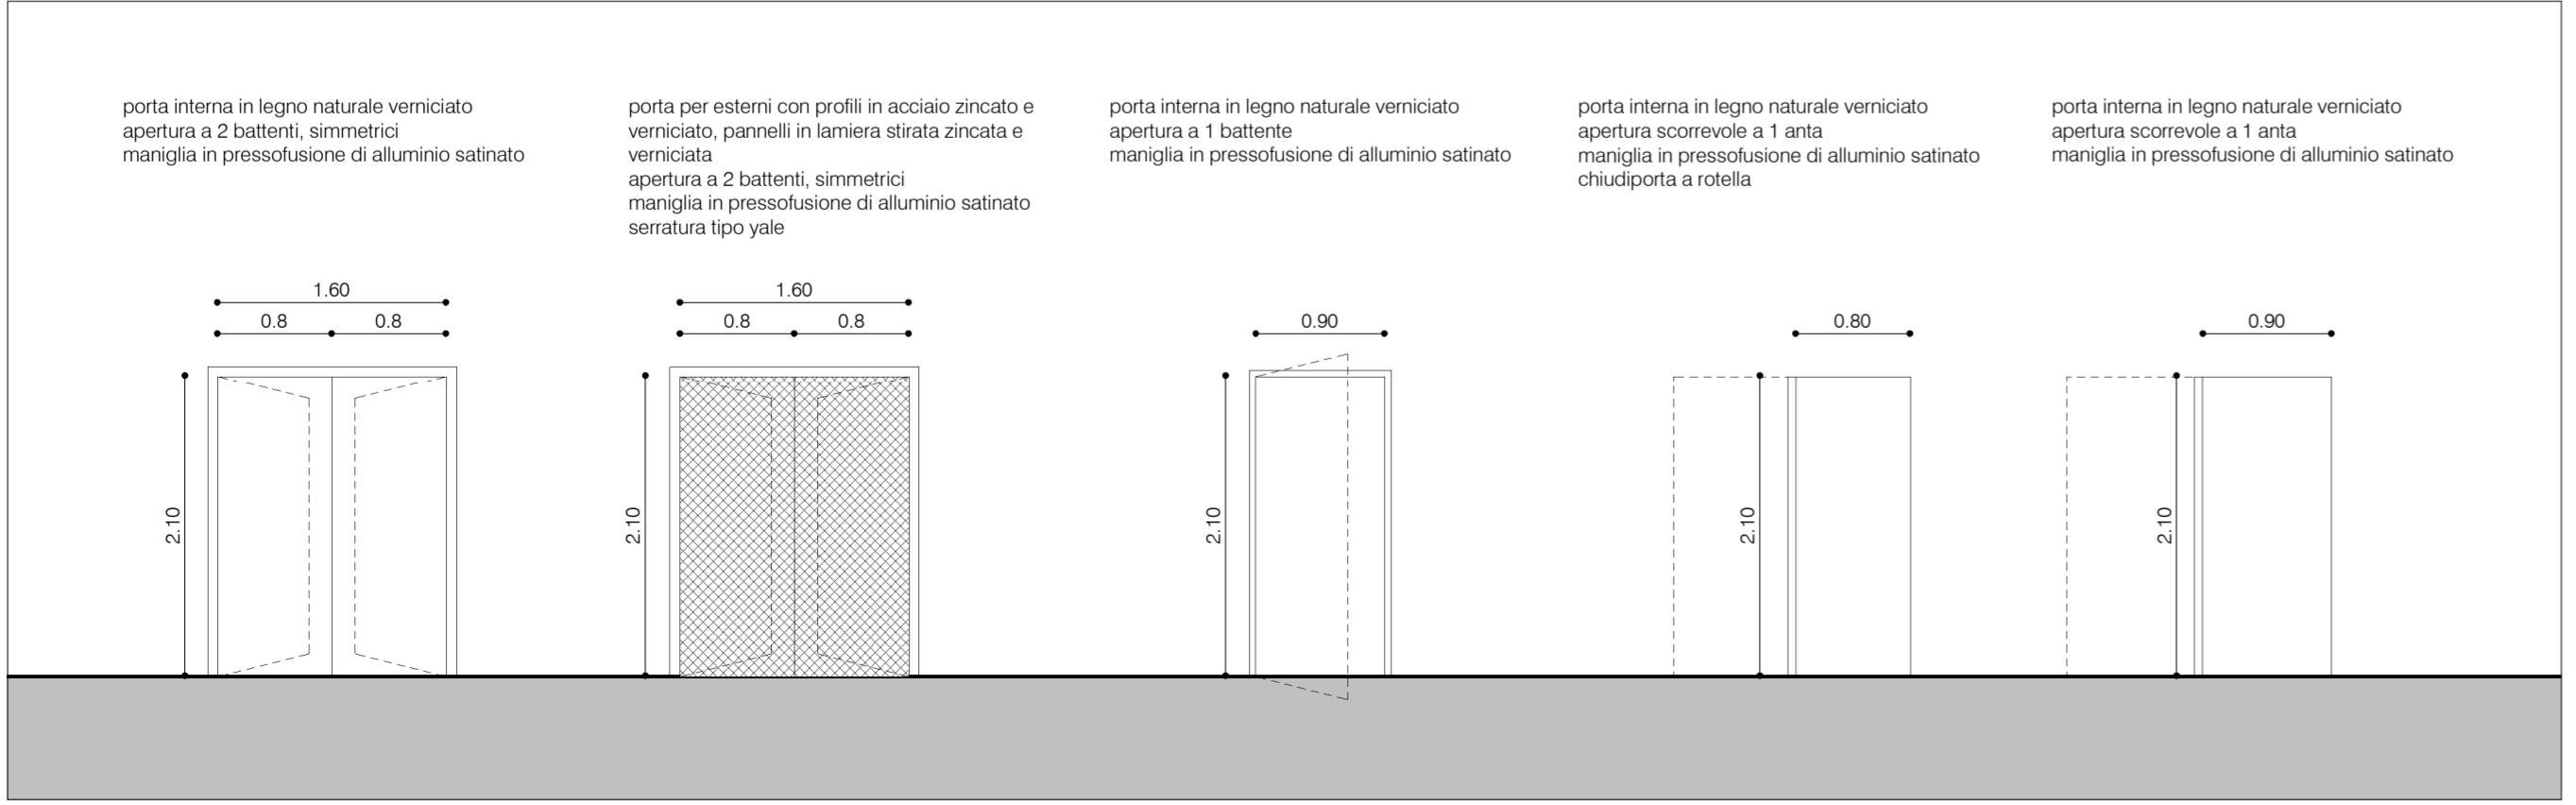 porta interna in legno naturale verniciato
apertura a 2 battenti, simmetrici
maniglia in pressofusione di alluminio satinato
1.60
0.8 0.8
2.10
porta per esterni con profili in acciaio zincato e
verniciato, pannelli in lamiera stirata zincata e
verniciata
apertura a 2 battenti, simmetrici
maniglia in pressofusione di alluminio satinato
serratura tipo yale
1.60
0.8 0.8
2.10
porta interna in legno naturale verniciato
apertura a 1 battente
maniglia in pressofusione di alluminio satinato
0.90
2.10
porta interna in legno naturale verniciato
apertura scorrevole a 1 anta
maniglia in pressofusione di alluminio satinato
chiudiporta a rotella
0.80
2.10
porta interna in legno naturale verniciato
apertura scorrevole a 1 anta
maniglia in pressofusione di alluminio satinato
0.90
2.10